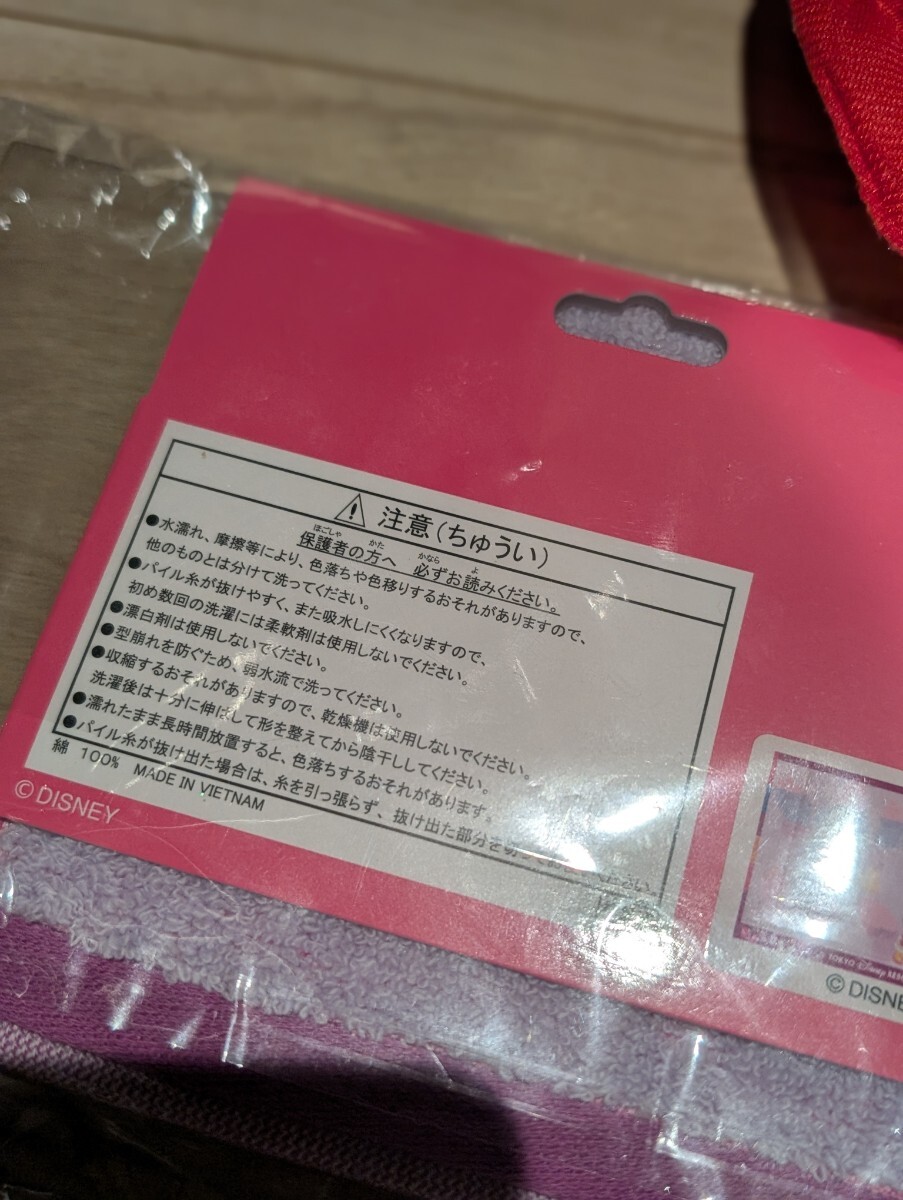 注意(ちゅうい)
ほごしゃ かた かなら よ
保護者の方へ 必ずお読みください。
●水濡れ、摩擦等により、色落ちや色移りするおそれがありますので、
他のものとは分けて洗ってください。
●パイル糸が抜けやすく、また吸水しにくくなりますので、
初め数回の洗濯には柔軟剤は使用しないでください。
●漂白剤は使用しないでください。
●型崩れを防ぐため、弱水流で洗ってください。
●収縮するおそれがありますので、乾燥機は使用しないでください。
洗濯後は十分に伸ばして形を整えてから陰干ししてください。
●濡れたまま長時間放置すると、色落ちするおそれがあります。
●パイル糸が抜け出た場合は、糸を引っ張らず、抜け出た部分を切ってお使いください。
綿 100% MADE IN VIETNAM
© DISNEY
TOKYO Disney RES
© DISNE